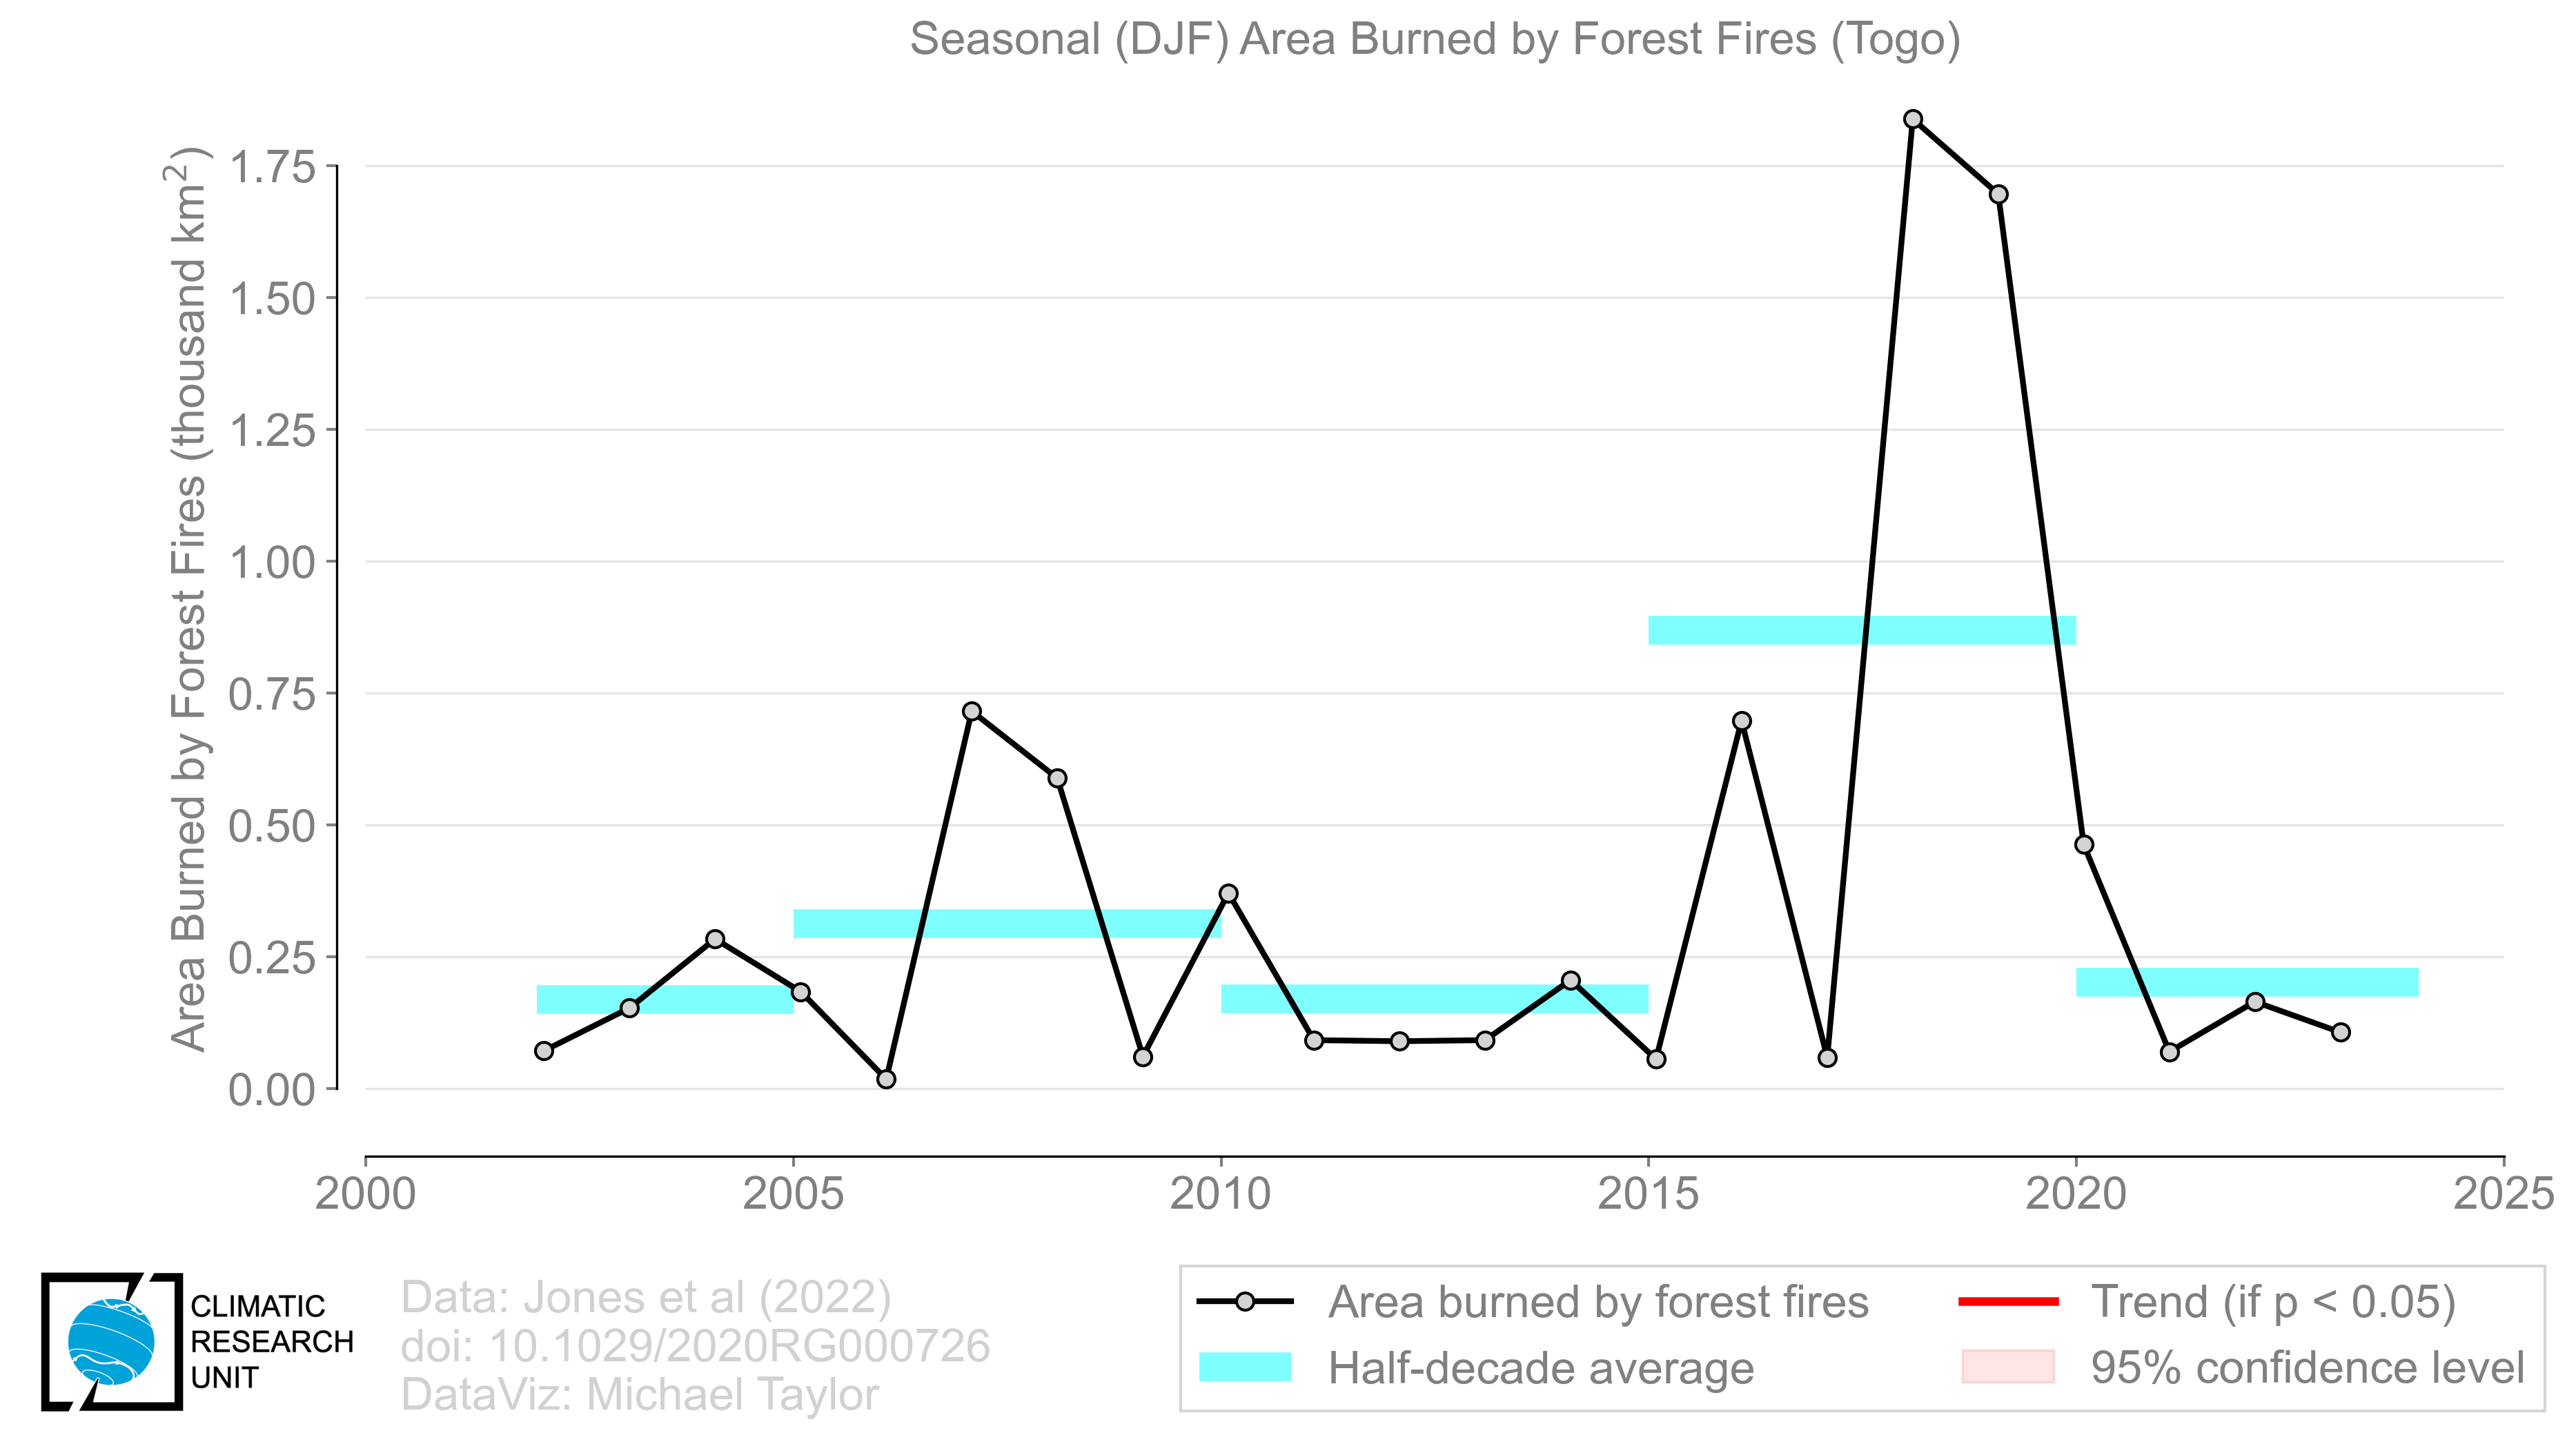 Seasonal (DJF) Area Burned by Forest Fires (Togo)
Area Burned by Forest Fires (thousand km²)
1.75
1.50
1.25
1.00
0.75
0.50
0.25
0.00
2000 2005 2010 2015 2020 2025
CLIMATIC
RESEARCH
UNIT
Data: Jones et al (2022)
doi: 10.1029/2020RG000726
DataViz: Michael Taylor
Area burned by forest fires
Half-decade average
Trend (if p < 0.05)
95% confidence level